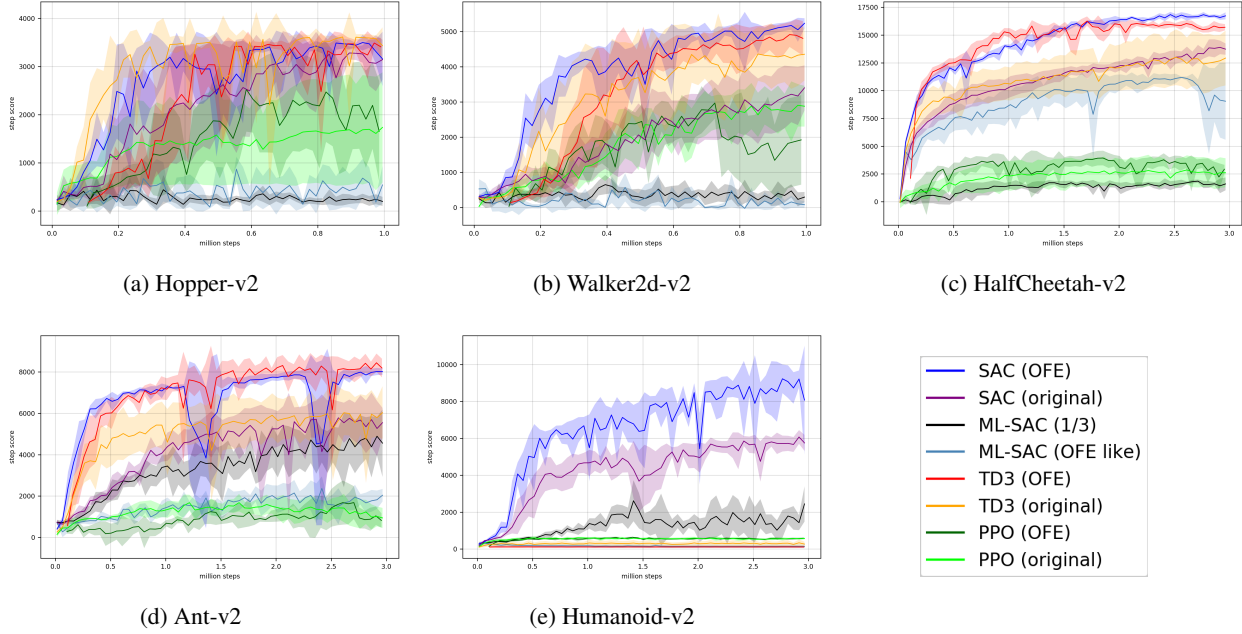 4000
3000
2000
1000
0
step score
0.0 0.2 0.4 0.6 0.8 1.0
million steps
(a) Hopper-v2
5000
4000
3000
2000
1000
0
step score
0.0 0.2 0.4 0.6 0.8 1.0
million steps
(b) Walker2d-v2
17500
15000
12500
10000
7500
5000
2500
0
step score
0.0 0.5 1.0 1.5 2.0 2.5 3.0
million steps
(c) HalfCheetah-v2
8000
6000
4000
2000
0
step score
0.0 0.5 1.0 1.5 2.0 2.5 3.0
million steps
(d) Ant-v2
10000
8000
6000
4000
2000
0
step score
0.0 0.5 1.0 1.5 2.0 2.5 3.0
million steps
(e) Humanoid-v2
SAC (OFE)
SAC (original)
ML-SAC (1/3)
ML-SAC (OFE like)
TD3 (OFE)
TD3 (original)
PPO (OFE)
PPO (original)